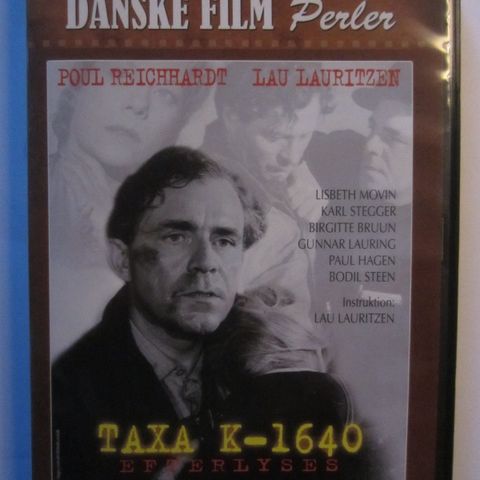 DANSKE FILM Perler
POUL REICHHARDT LAU LAURITZEN
LISBETH MOVIN
KARL STEGGER
BIRGITTE BRUUN
GUNNAR LAURING
PAUL HAGEN
BODIL STEEN
Instruktion:
LAU LAURITZEN
TAXA K-1640
EFTERLYSES